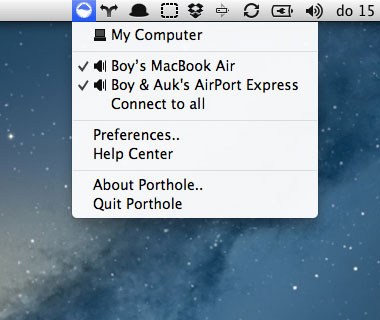 do 15
My Computer
Boy's MacBook Air
Boy & Auk's AirPort Express
Connect to all
Preferences..
Help Center
About Porthole..
Quit Porthole